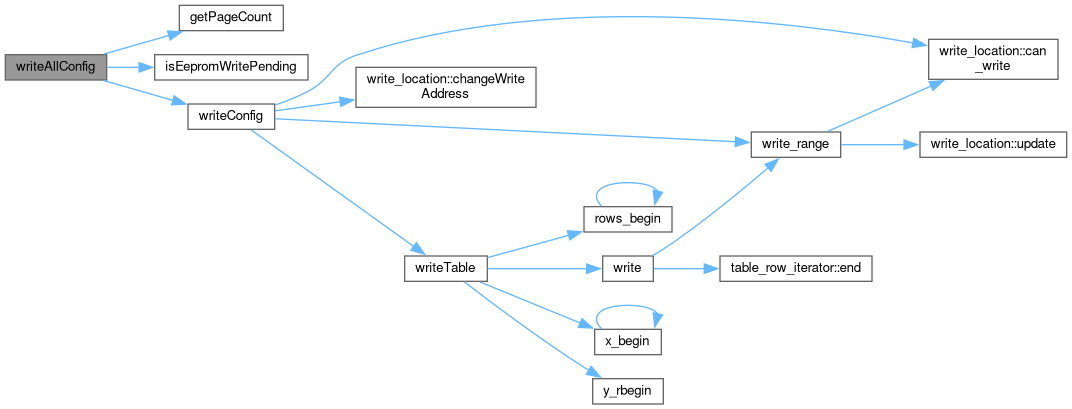 getPageCount
writeAllConfig
isEepromWritePending
writeConfig
write_location::changeWrite
Address
write_location::can
_write
write_range
write_location::update
rows_begin
writeTable
write
table_row_iterator::end
x_begin
y_rbegin